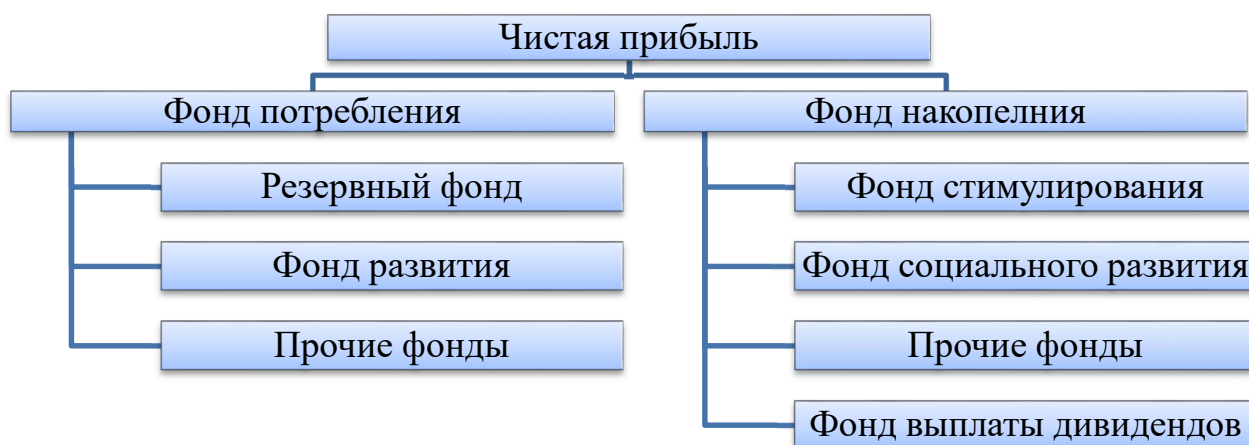 Чистая прибыль
Фонд потребления
Резервный фонд
Фонд развития
Прочие фонды
Фонд накопелния
Фонд стимулирования
Фонд социального развития
Прочие фонды
Фонд выплаты дивидендов